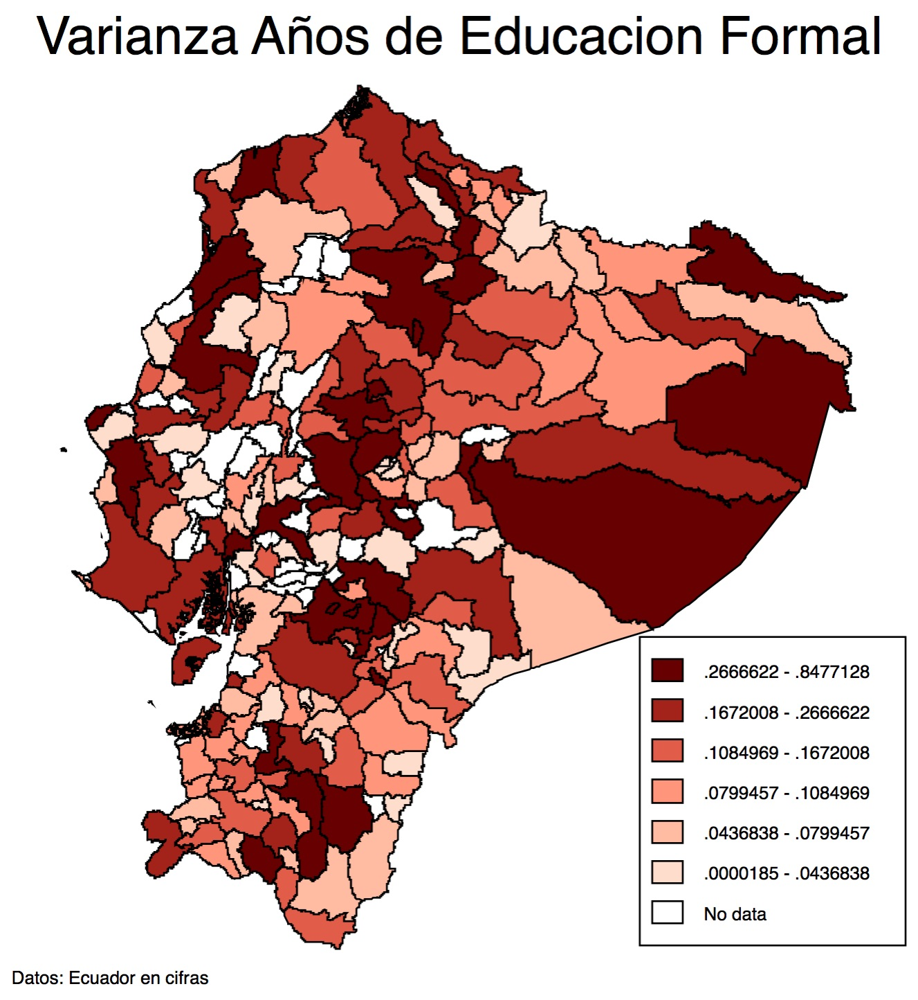 Varianza Años de Educacion Formal
.2666622 - .8477128
.1672008 - .2666622
.1084969 - .1672008
.0799457 - .1084969
.0436838 - .0799457
.0000185 - .0436838
No data
Datos: Ecuador en cifras